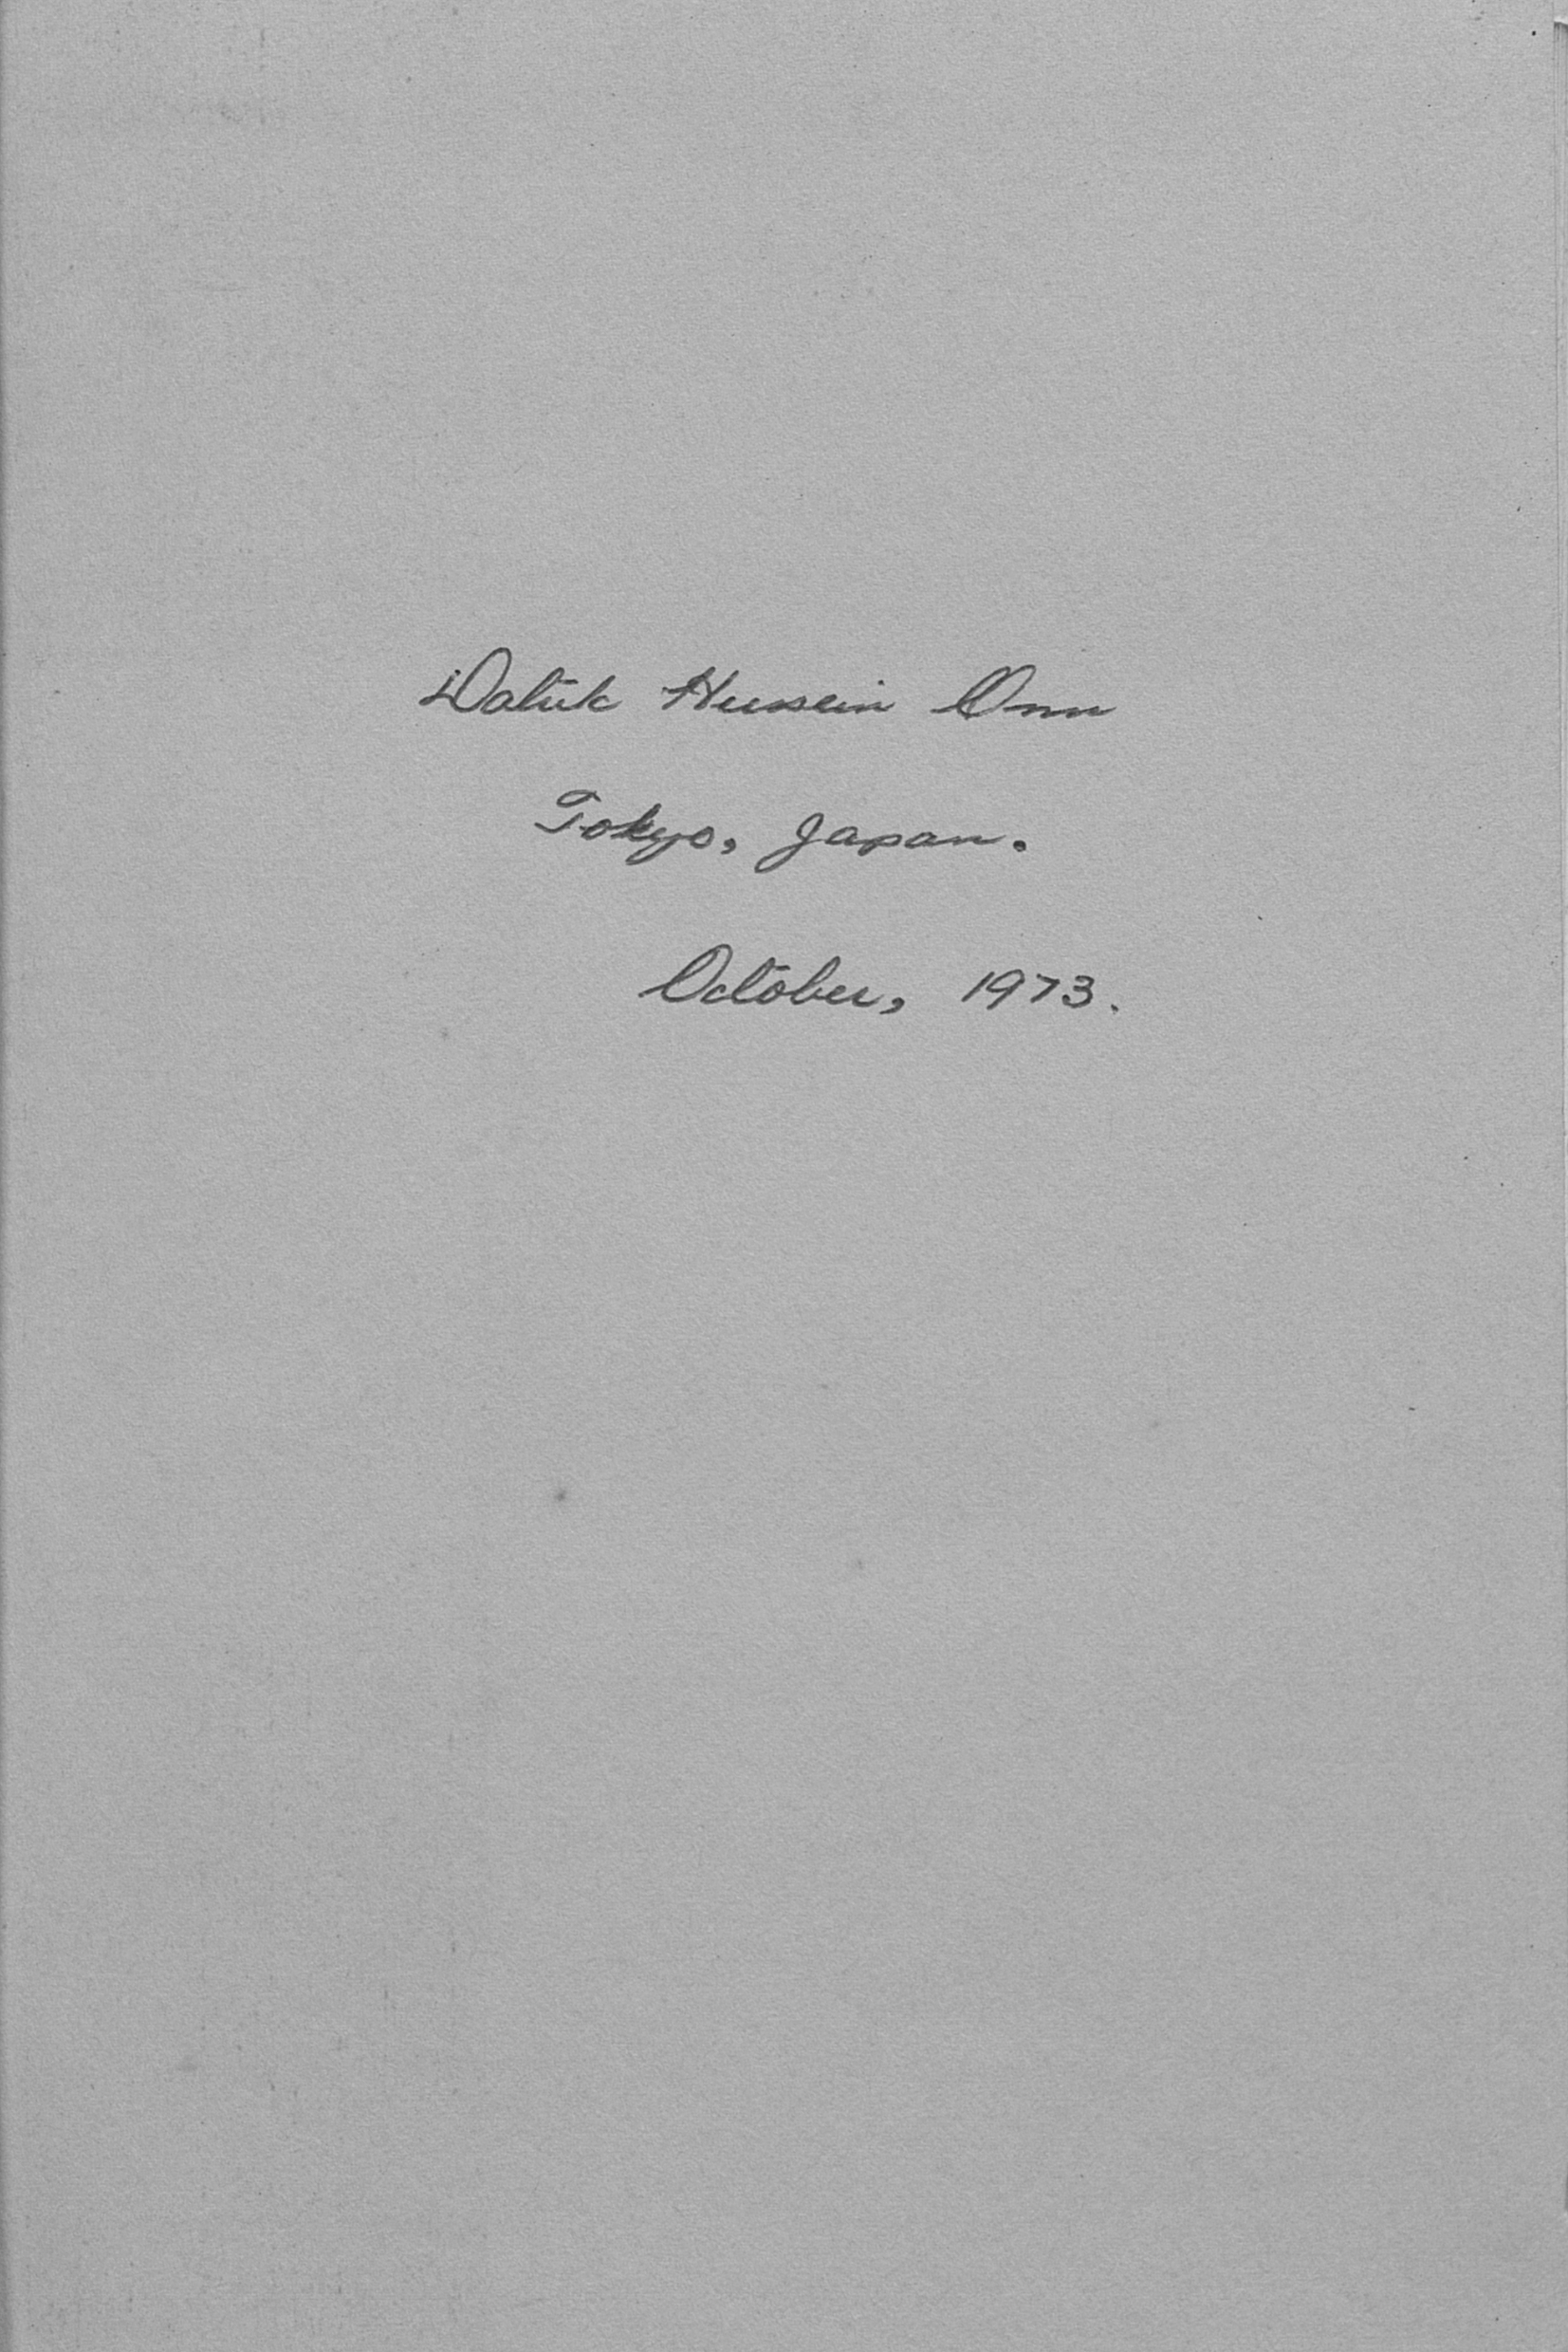 Datuk Hussein Onn
Tokyo, Japan.
October, 1973.